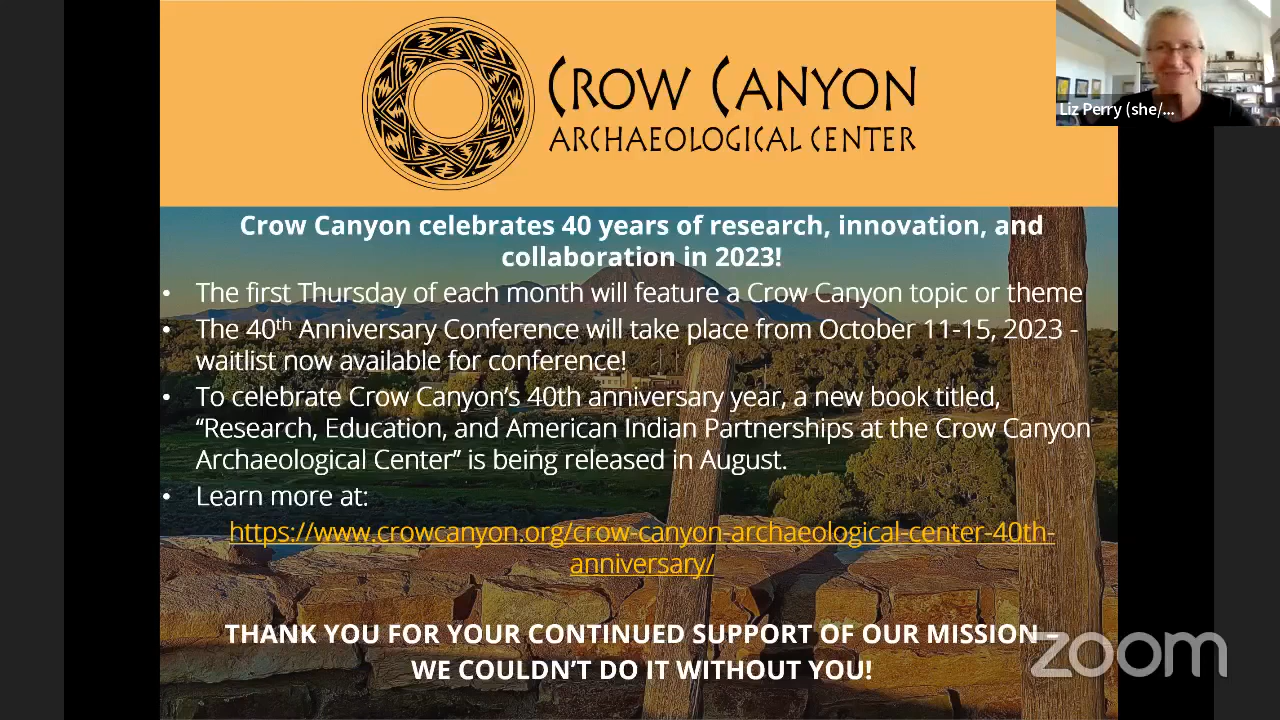 CROW CANYON
ARCHAEOLOGICAL CENTER
Liz Perry (she/...
Crow Canyon celebrates 40 years of research, innovation, and
collaboration in 2023!
• The first Thursday of each month will feature a Crow Canyon topic or theme
• The 40th Anniversary Conference will take place from October 11-15, 2023 -
waitlist now available for conference!
• To celebrate Crow Canyon's 40th anniversary year, a new book titled,
“Research, Education, and American Indian Partnerships at the Crow Canyon
Archaeological Center” is being released in August.
• Learn more at:
https://www.crowcanyon.org/crow-canyon-archaeological-center-40th-
anniversary/
THANK YOU FOR YOUR CONTINUED SUPPORT OF OUR MISSION –
WE COULDN'T DO IT WITHOUT YOU!
zoom